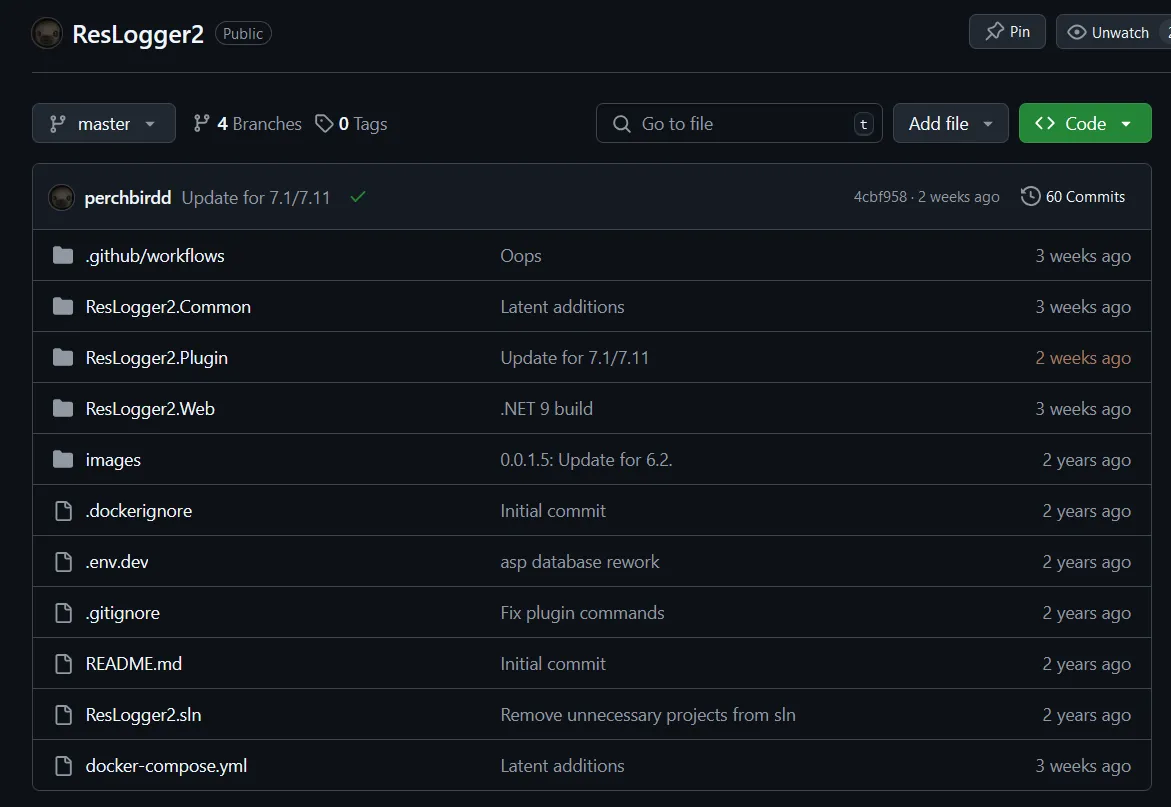 ResLogger2 Public Pin Unwatch 2
master 4 Branches 0 Tags Go to file t Add file Code
perchbirdd Update for 7.1/7.11 4cbf958 · 2 weeks ago 60 Commits
.github/workflows Oops 3 weeks ago
ResLogger2.Common Latent additions 3 weeks ago
ResLogger2.Plugin Update for 7.1/7.11 2 weeks ago
ResLogger2.Web .NET 9 build 3 weeks ago
images 0.0.1.5: Update for 6.2. 2 years ago
.dockerignore Initial commit 2 years ago
.env.dev asp database rework 2 years ago
.gitignore Fix plugin commands 2 years ago
README.md Initial commit 2 years ago
ResLogger2.sln Remove unnecessary projects from sln 2 years ago
docker-compose.yml Latent additions 3 weeks ago